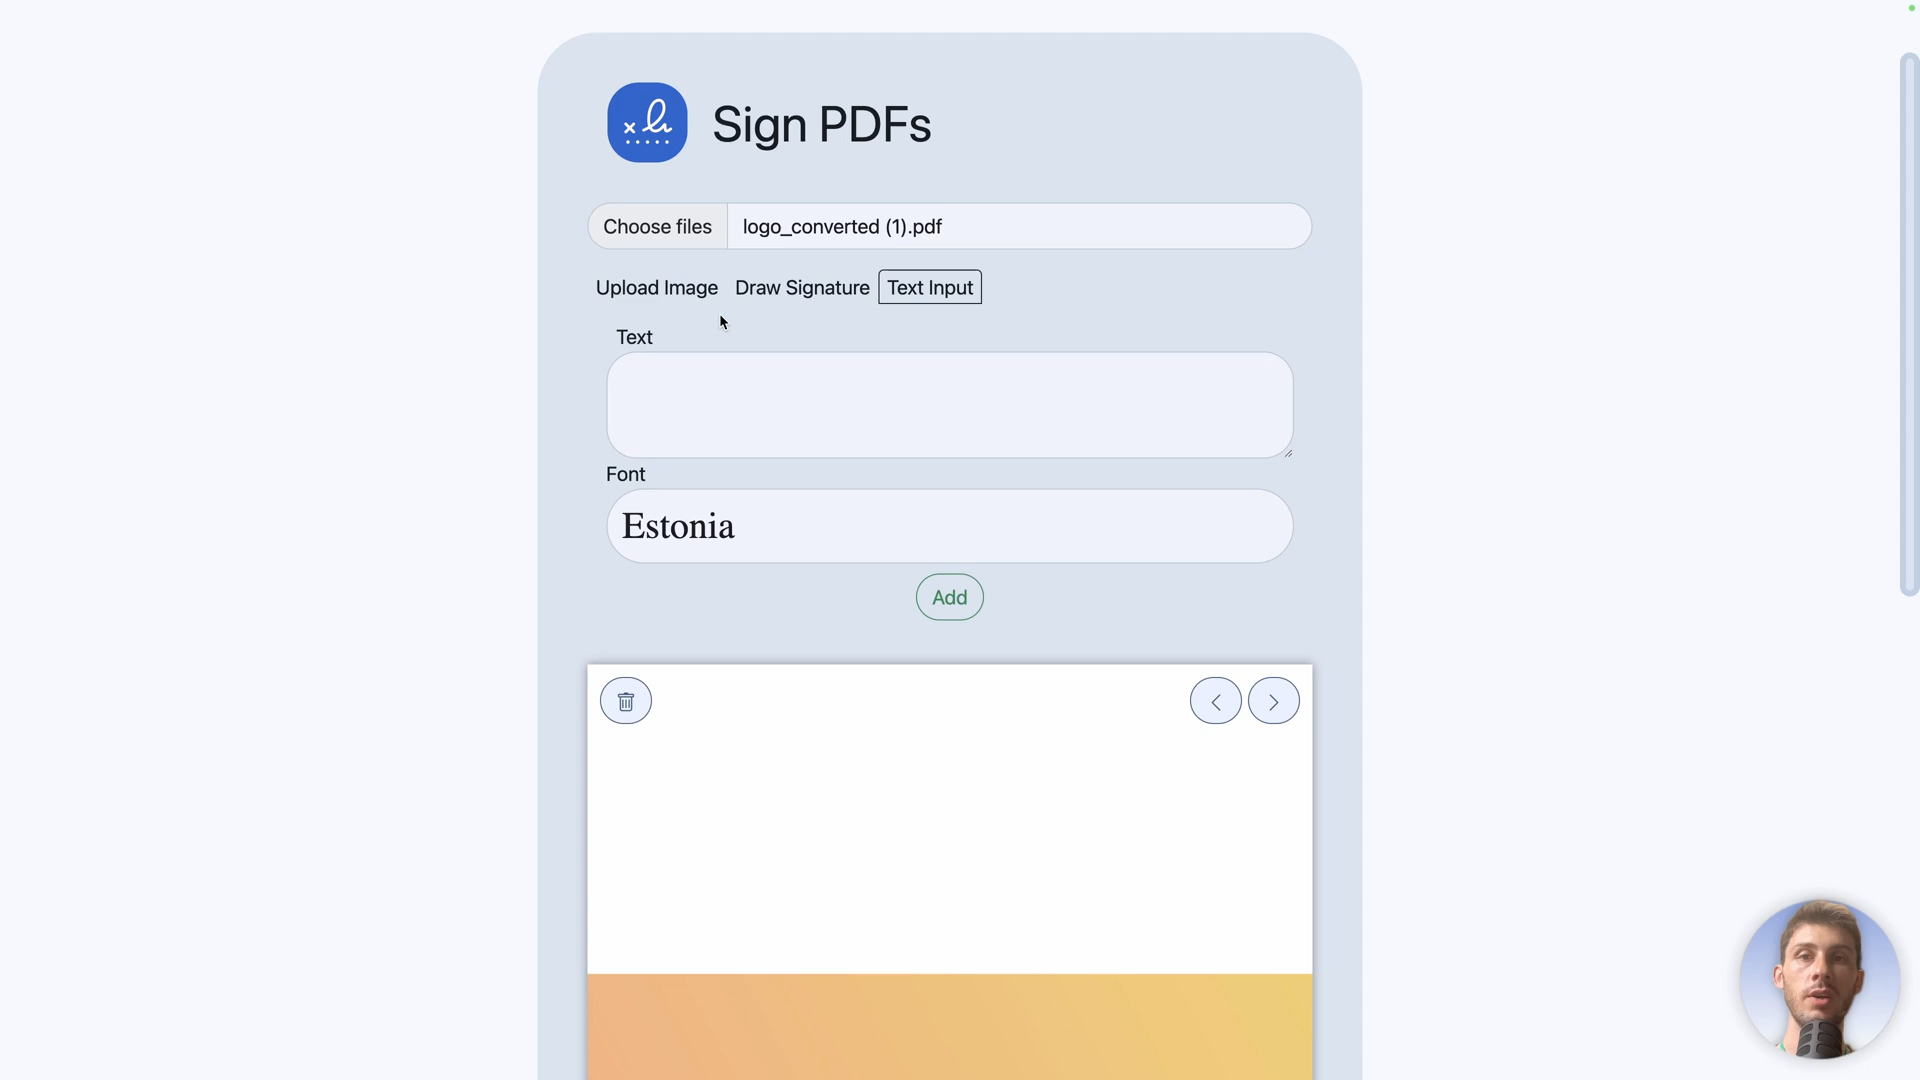 Sign PDFs
Choose files logo_converted (1).pdf
Upload Image Draw Signature Text Input
Text
Font
Estonia
Add